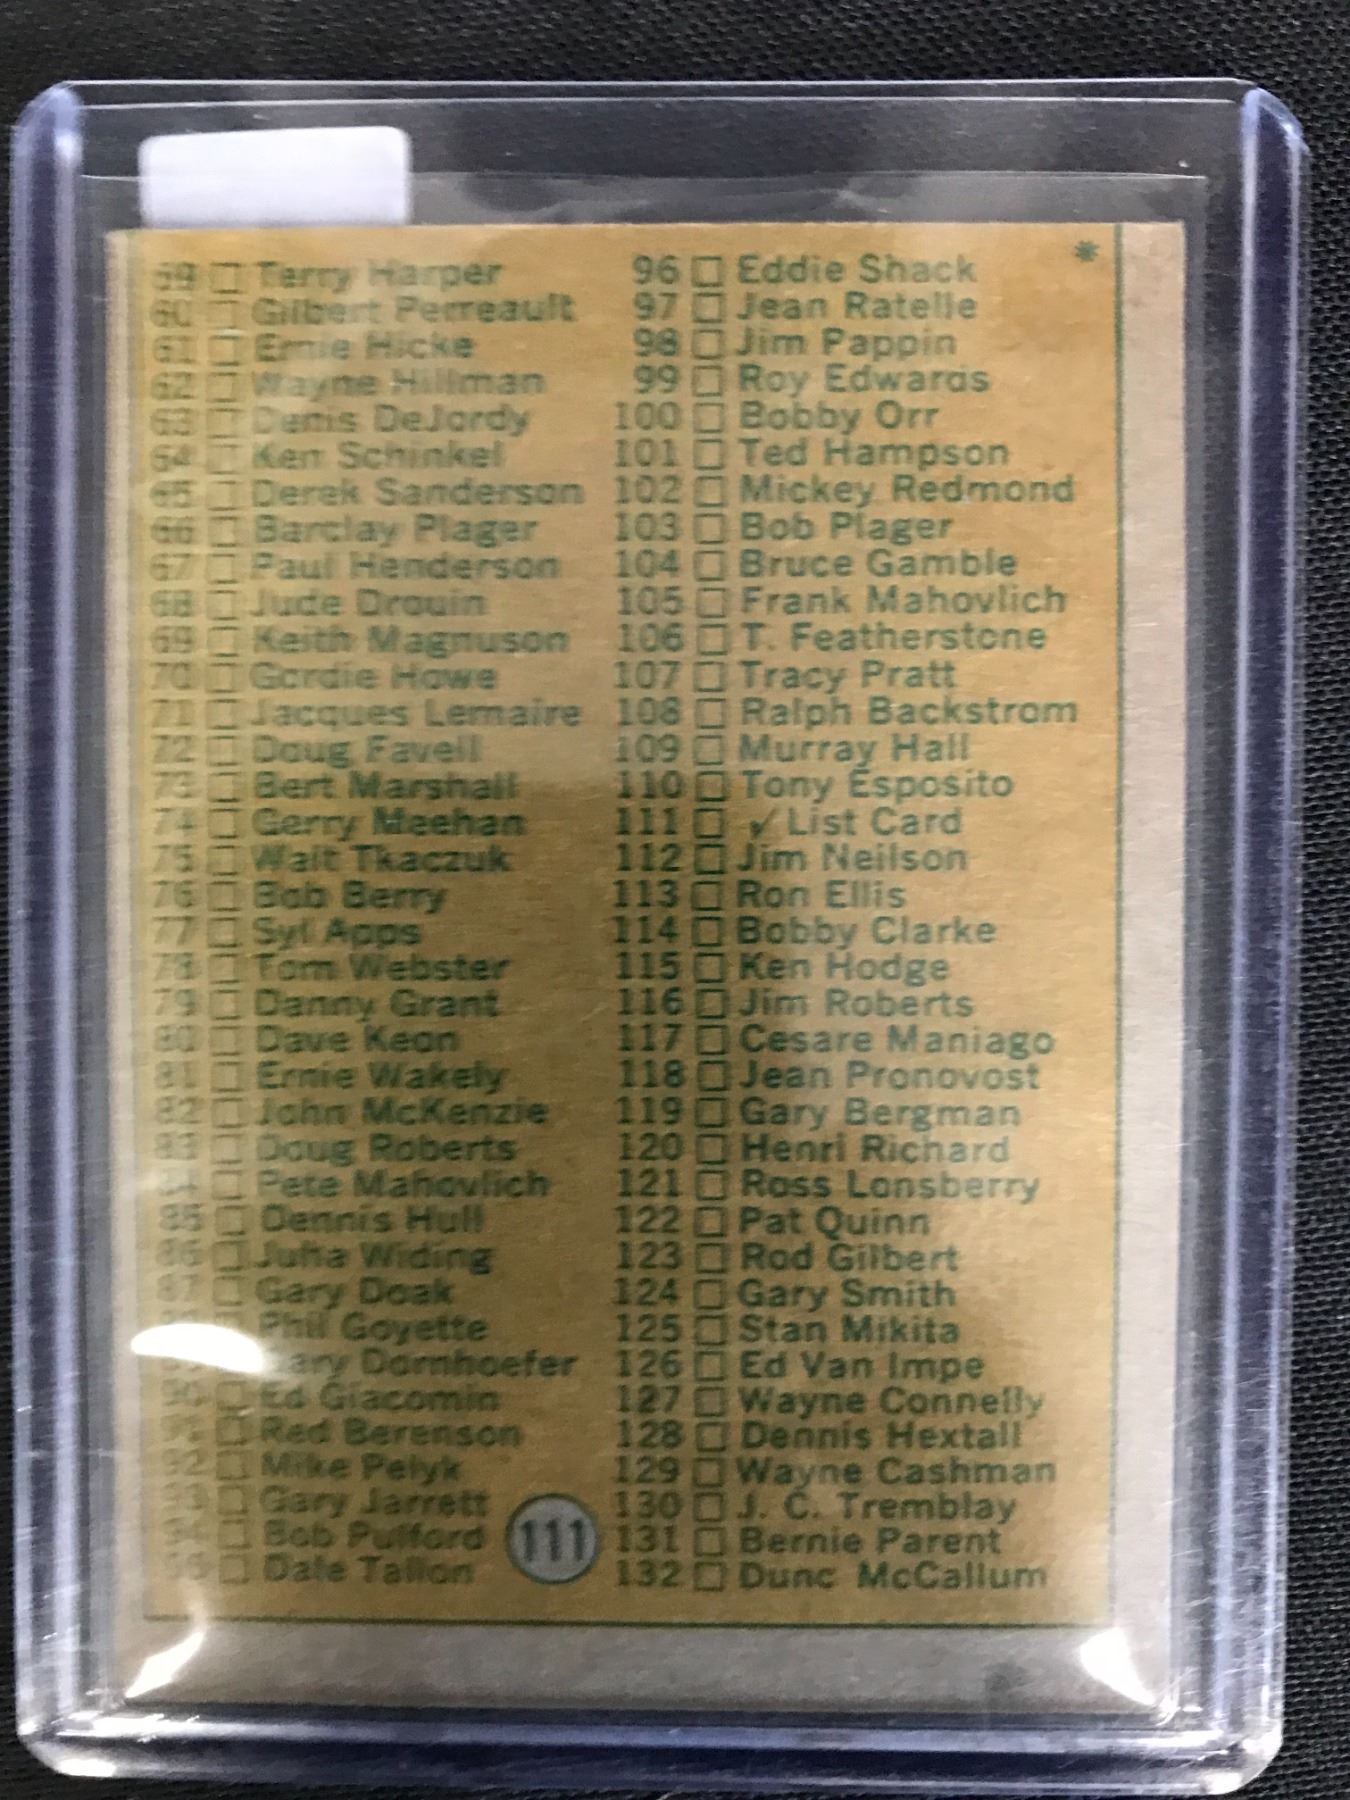 59 Terry Harper
60 Gilbert Perreault
61 Ernie Hicke
62 Wayne Hillman
63 Denis DeJordy
64 Ken Schinkel
65 Derek Sanderson
66 Barclay Plager
67 Paul Henderson
68 Jude Drouin
69 Keith Magnuson
70 Gordie Howe
71 Jacques Lemaire
72 Doug Favell
73 Bert Marshall
74 Gerry Meehan
75 Walt Tkaczuk
76 Bob Berry
77 Syl Apps
78 Tom Webster
79 Danny Grant
80 Dave Keon
81 Ernie Wakely
82 John McKenzie
83 Doug Roberts
84 Pete Mahovlich
85 Dennis Hull
86 Juha Widing
87 Gary Doak
Phil Goyette
Gary Dornhoefer
90 Ed Giacomin
Red Berenson
92 Mike Pelyk
93 Gary Jarrett
94 Bob Pulford
95 Dale Tallon
111
*
96 Eddie Shack
97 Jean Ratelle
98 Jim Pappin
99 Roy Edwards
100 Bobby Orr
101 Ted Hampson
102 Mickey Redmond
103 Bob Plager
104 Bruce Gamble
105 Frank Mahovlich
106 T. Featherstone
107 Tracy Pratt
108 Ralph Backstrom
109 Murray Hall
110 Tony Esposito
111 ✓ List Card
112 Jim Neilson
113 Ron Ellis
114 Bobby Clarke
115 Ken Hodge
116 Jim Roberts
117 Cesare Maniago
118 Jean Pronovost
119 Gary Bergman
120 Henri Richard
121 Ross Lonsberry
122 Pat Quinn
123 Rod Gilbert
124 Gary Smith
125 Stan Mikita
126 Ed Van Impe
127 Wayne Connelly
128 Dennis Hextall
129 Wayne Cashman
130 J. C. Tremblay
131 Bernie Parent
132 Dunc McCallum